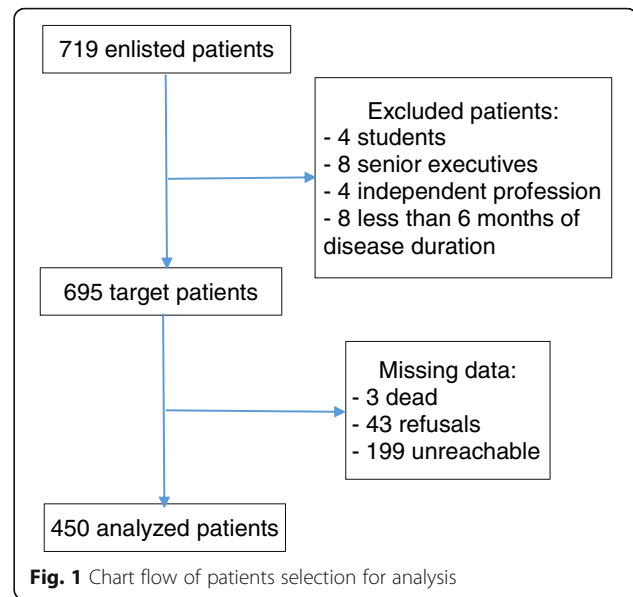 719 enlisted patients
Excluded patients:
- 4 students
- 8 senior executives
- 4 independent profession
- 8 less than 6 months of
disease duration
695 target patients
Missing data:
- 3 dead
- 43 refusals
- 199 unreachable
450 analyzed patients
Fig. 1 Chart flow of patients selection for analysis